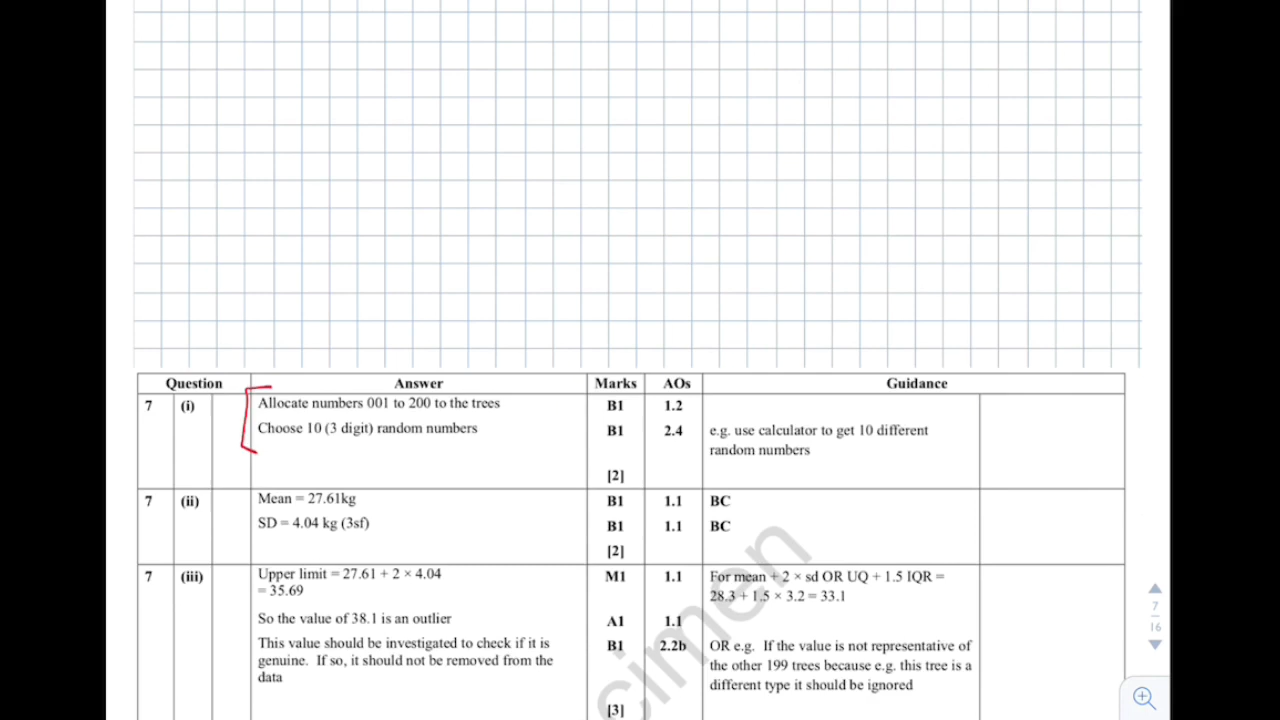 Question Answer Marks AOs Guidance
7 (i) Allocate numbers 001 to 200 to the trees B1 1.2
Choose 10 (3 digit) random numbers B1 2.4 e.g. use calculator to get 10 different
random numbers
[2]
7 (ii) Mean = 27.61kg B1 1.1 BC
SD = 4.04 kg (3sf) B1 1.1 BC
[2]
7 (iii) Upper limit = 27.61 + 2 × 4.04 M1 1.1 For mean + 2 × sd OR UQ + 1.5 IQR =
= 35.69 28.3 + 1.5 × 3.2 = 33.1
So the value of 38.1 is an outlier A1 1.1
This value should be investigated to check if it is B1 2.2b OR e.g. If the value is not representative of
genuine. If so, it should not be removed from the the other 199 trees because e.g. this tree is a
data different type it should be ignored
[3]
cimen
7
16